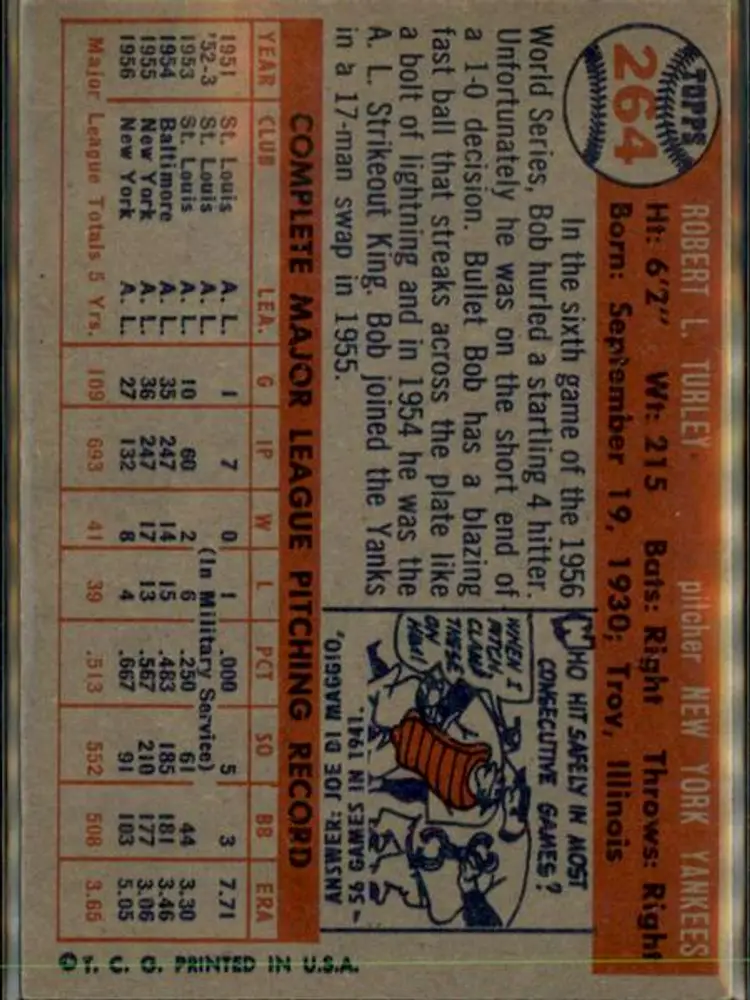 TOPPS
264
ROBERT L. TURLEY pitcher NEW YORK YANKEES
Ht: 6'2" Wt: 215 Bats: Right Throws: Right
Born: September 19, 1930; Troy, Illinois
In the sixth game of the 1956
World Series, Bob hurled a startling 4 hitter.
Unfortunately he was on the short end of
a 1-0 decision. Bullet Bob has a blazing
fast ball that streaks across the plate like
a bolt of lightning and in 1954 he was the
A. L. Strikeout King. Bob joined the Yanks
in a 17-man swap in 1955.
WHO HIT SAFELY IN MOST
CONSECUTIVE GAMES?
WHEN I
PITCH,
CLAMP
THESE
ON
HIM!
ANSWER: JOE DI MAGGIO,
56 GAMES IN 1941.
COMPLETE MAJOR LEAGUE PITCHING RECORD
YEAR CLUB LEA. G IP W L PCT SO BB ERA
1951 St. Louis A. L. 1 7 0 1 .000 5 3 7.71
'52-3 St. Louis A. L. (In Military Service)
1953 St. Louis A. L. 10 60 2 6 .250 61 44 3.30
1954 Baltimore A. L. 35 247 14 15 .483 185 181 3.46
1955 New York A. L. 36 247 17 13 .567 210 177 3.06
1956 New York A. L. 27 132 8 4 .667 91 103 5.05
Major League Totals 5 Yrs. 109 693 41 39 .513 552 508 3.65
© T. C. G. PRINTED IN U.S.A.